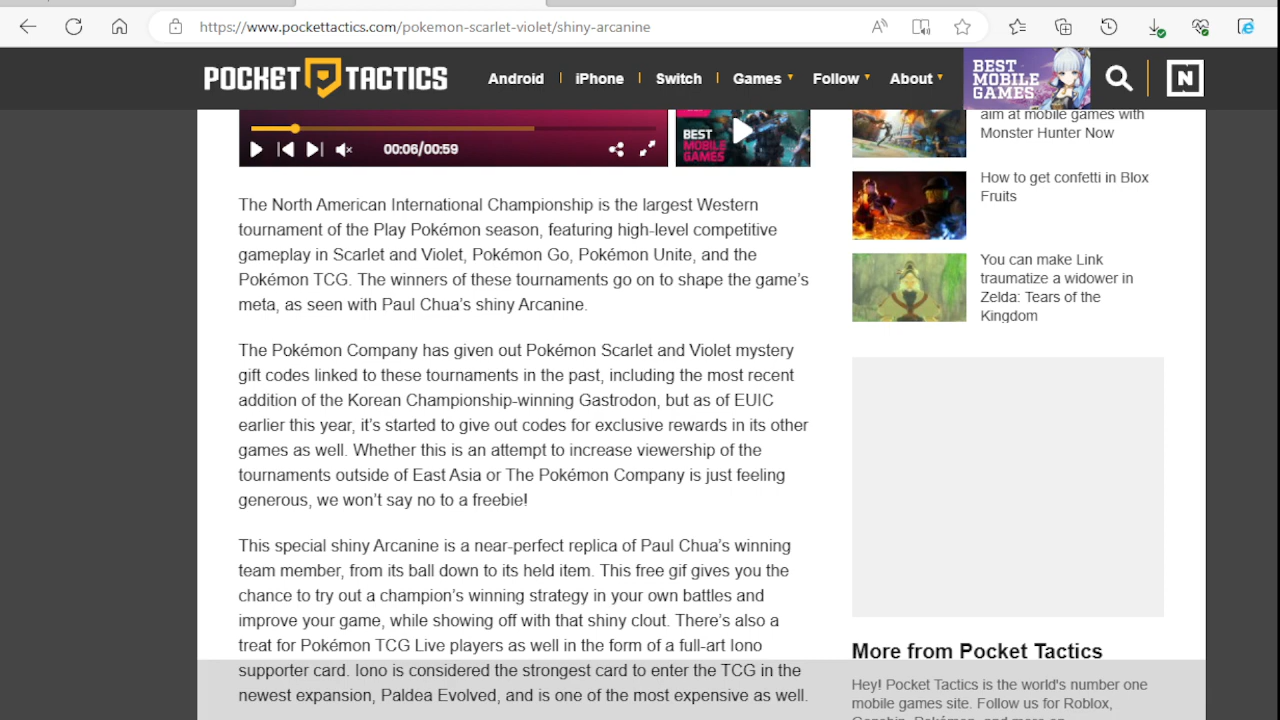 https://www.pockettactics.com/pokemon-scarlet-violet/shiny-arcanine
POCKET TACTICS
Android
iPhone
Switch
Games
Follow
About
BEST
MOBILE
GAMES
N
00:06/00:59
BEST
MOBILE
GAMES
The North American International Championship is the largest Western
tournament of the Play Pokémon season, featuring high-level competitive
gameplay in Scarlet and Violet, Pokémon Go, Pokémon Unite, and the
Pokémon TCG. The winners of these tournaments go on to shape the game's
meta, as seen with Paul Chua's shiny Arcanine.
The Pokémon Company has given out Pokémon Scarlet and Violet mystery
gift codes linked to these tournaments in the past, including the most recent
addition of the Korean Championship-winning Gastrodon, but as of EUIC
earlier this year, it's started to give out codes for exclusive rewards in its other
games as well. Whether this is an attempt to increase viewership of the
tournaments outside of East Asia or The Pokémon Company is just feeling
generous, we won't say no to a freebie!
This special shiny Arcanine is a near-perfect replica of Paul Chua's winning
team member, from its ball down to its held item. This free gif gives you the
chance to try out a champion's winning strategy in your own battles and
improve your game, while showing off with that shiny clout. There's also a
treat for Pokémon TCG Live players as well in the form of a full-art Iono
supporter card. Iono is considered the strongest card to enter the TCG in the
newest expansion, Paldea Evolved, and is one of the most expensive as well.
aim at mobile games with
Monster Hunter Now
How to get confetti in Blox
Fruits
You can make Link
traumatize a widower in
Zelda: Tears of the
Kingdom
More from Pocket Tactics
Hey! Pocket Tactics is the world's number one
mobile games site. Follow us for Roblox,
Genshin, Pokémon, and more on